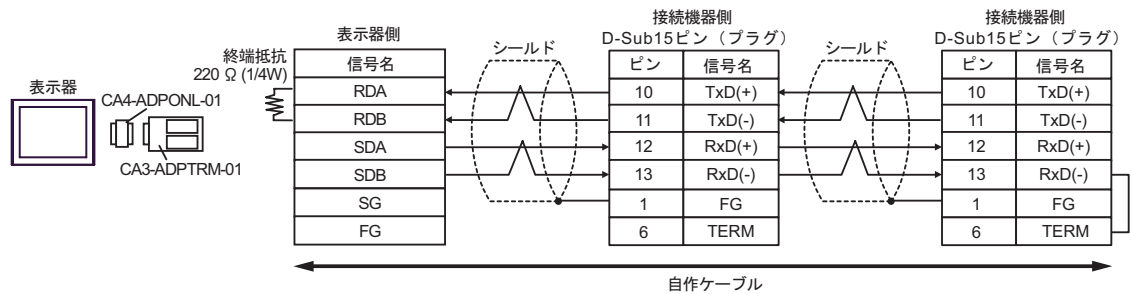 表示器
CA4-ADPONL-01
CA3-ADPTRM-01
終端抵抗
220 Ω (1/4W)
表示器側
信号名
RDA
RDB
SDA
SDB
SG
FG
シールド
接続機器側
D-Sub15ピン（プラグ）
ピン 信号名
10 TxD(+)
11 TxD(-)
12 RxD(+)
13 RxD(-)
1 FG
6 TERM
シールド
接続機器側
D-Sub15ピン（プラグ）
ピン 信号名
10 TxD(+)
11 TxD(-)
12 RxD(+)
13 RxD(-)
1 FG
6 TERM
自作ケーブル